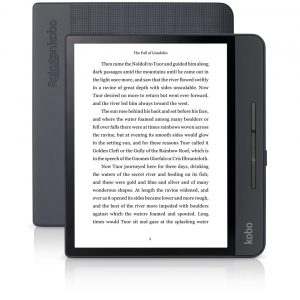 Rakuten kobo
The Fall of Gondolin
Then came the Noldoli to Tuor and guided him along
dark passages amid the mountains until he came out in
the light once more, and saw that the river flowed swiftly
in a ravine of great depth with sides unscalable. Now
Tuor desired no more to return but went ever forward,
and the river led him always toward the west.
The sun rose behind his back and set before his face,
and where the water foamed among many boulders or
fell over falls there were at times rainbows woven across
the ravine, but at evening its smooth sides would glow
in the setting sun, and for these reasons Tuor called it
Golden Cleft or the Gully of the Rainbow Roof, which is
in the speech of the Gnomes Glorfalc or Cris Ilbranteloth.
Now Tuor journeyed here for three days, drinking
the waters of the secret river and feeding on its fish;
and these were gold and blue and silver and of many
wondrous shapes. At length the ravine widened, and
ever as it opened its sides became lower and more rough,
and the bed of the river more impeded with boulders
against which the waters foamed and spouted. Long
times would Tuor sit and gaze at the splashing water
kobo